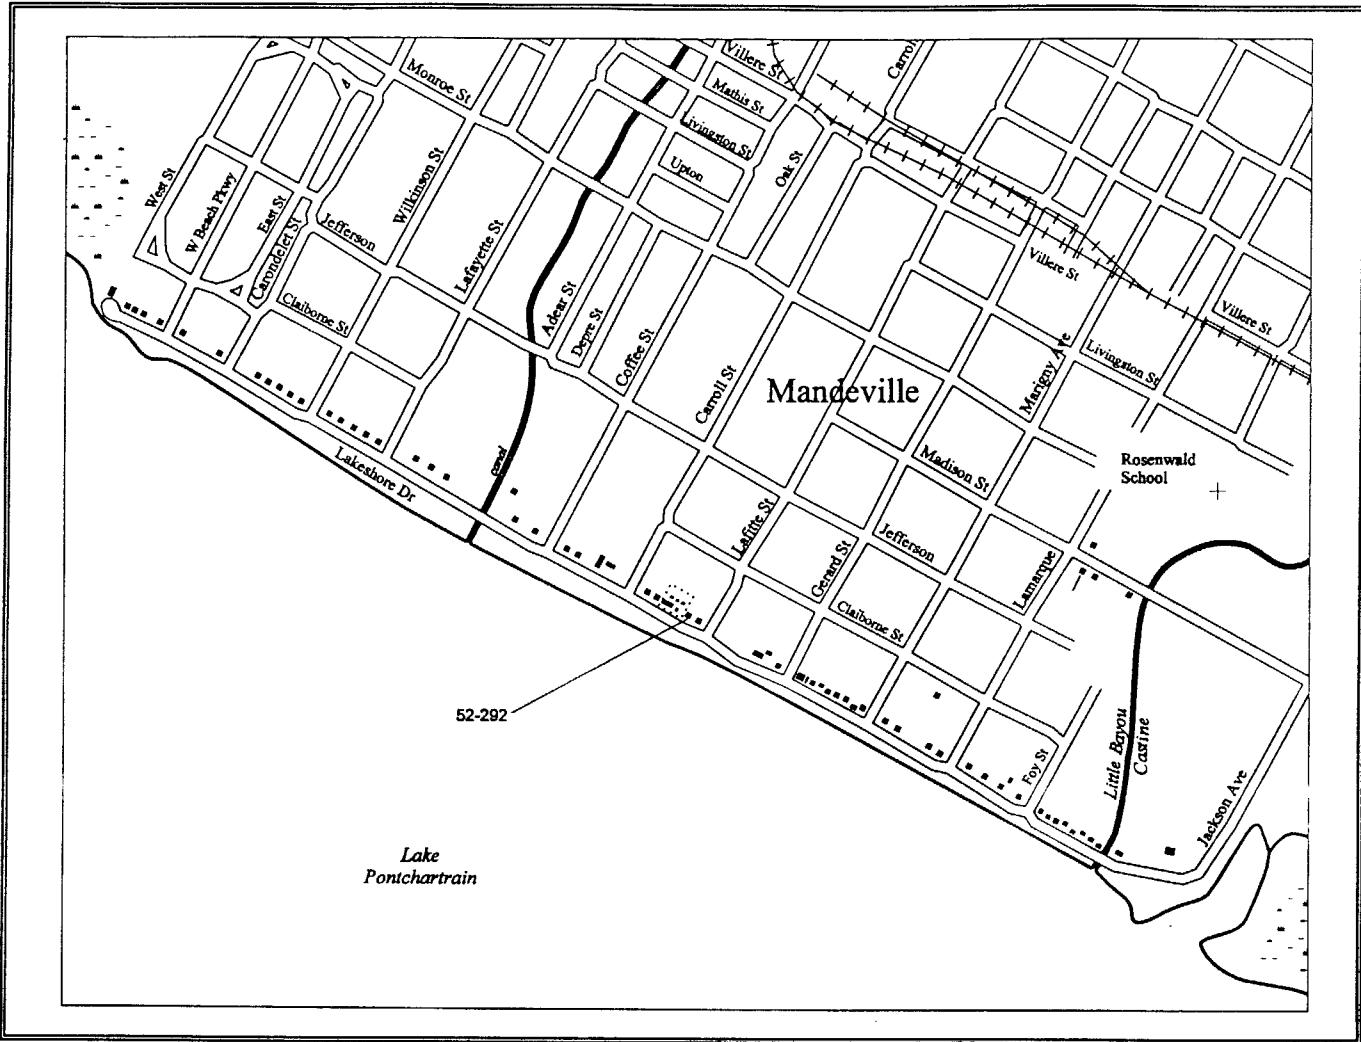 Villere St
Carroll
Monroe St
Mathis St
Livingston St
Upton
Oak St
West St
W Beach Pkwy
East St
Carondelet St
Jefferson
Wilkinson St
Lafayette St
Claiborne St
Adear St
Depre St
Coffee St
Carroll St
Villere St
Villere St
Livingston St
Marigny Ave
Mandeville
Madison St
Rosenwald
School
Lakeshore Dr
canal
Lafitte St
Gerard St
Jefferson
Lamarque
Claiborne St
52-292
Foy St
Little Bayou
Castine
Jackson Ave
Lake
Pontchartrain